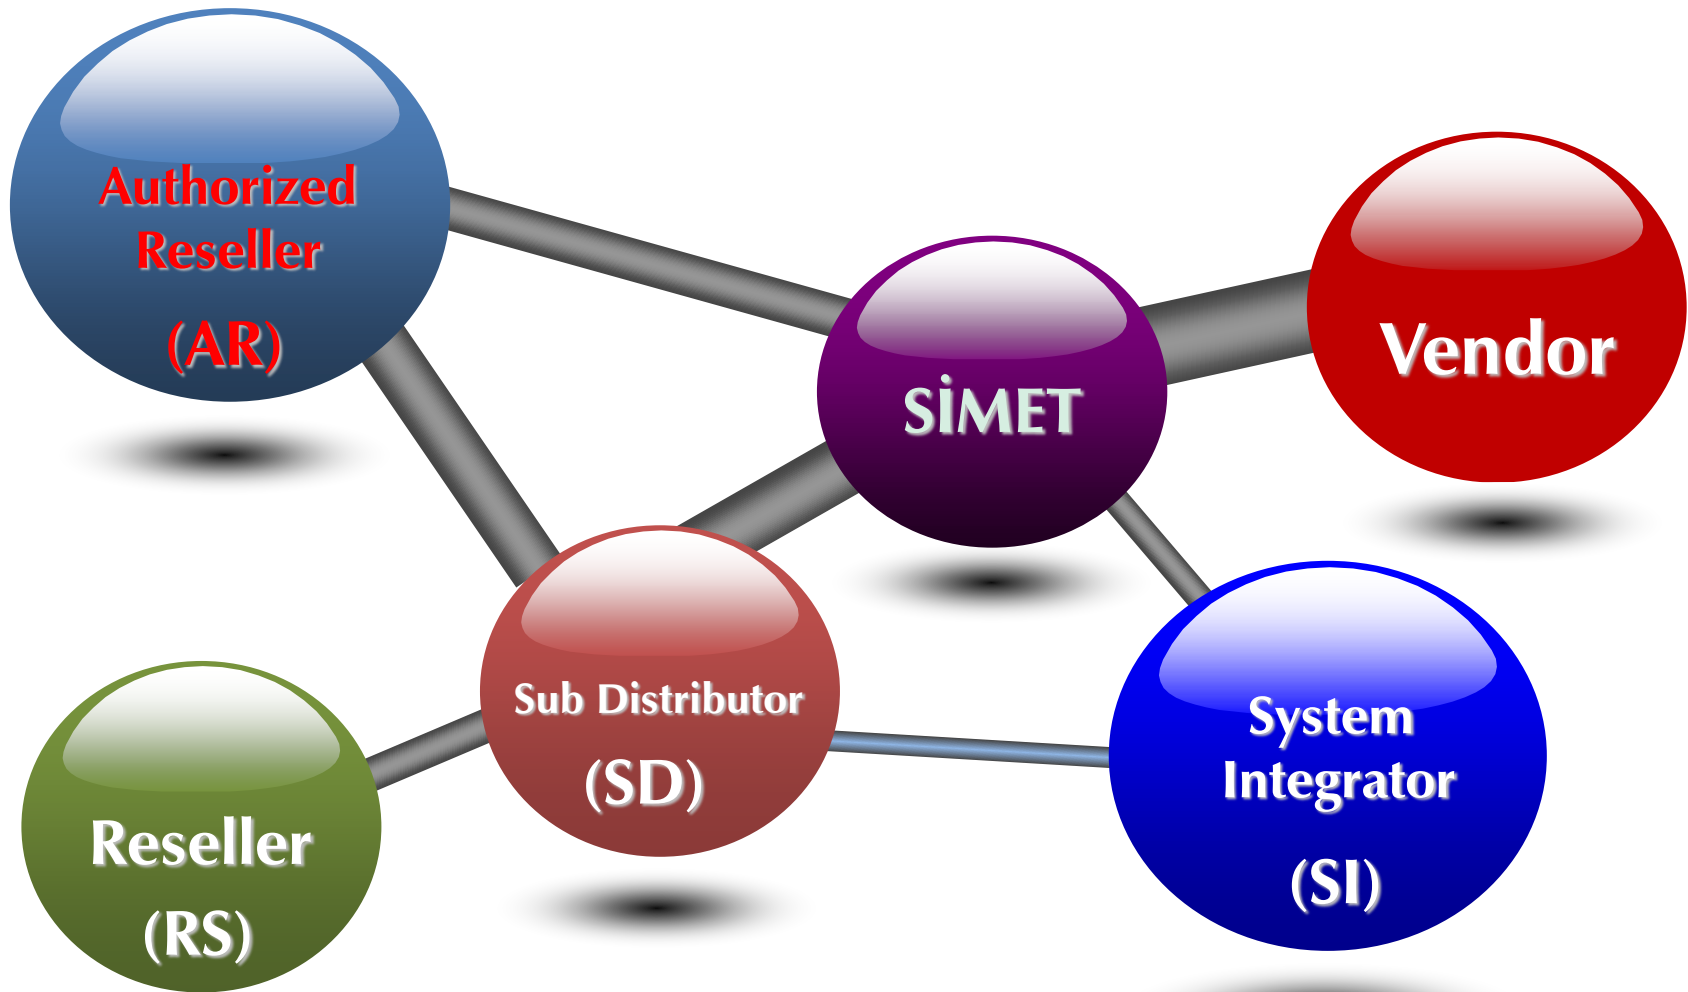 Authorized
Reseller
(AR)
SİMET
Vendor
Sub Distributor
(SD)
System
Integrator
(SI)
Reseller
(RS)